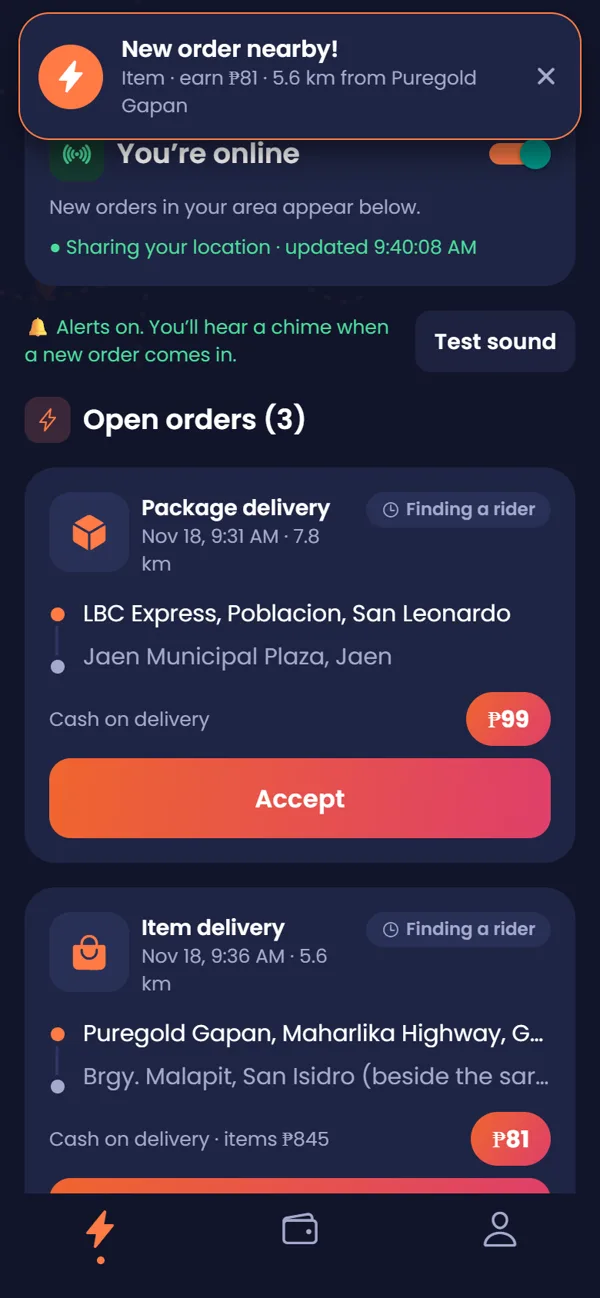 New order nearby!
Item · earn ₱81 · 5.6 km from Puregold
Gapan
You’re online
New orders in your area appear below.
● Sharing your location · updated 9:40:08 AM
🔔 Alerts on. You’ll hear a chime when
a new order comes in.
Test sound
Open orders (3)
Package delivery
Finding a rider
Nov 18, 9:31 AM · 7.8
km
LBC Express, Poblacion, San Leonardo
Jaen Municipal Plaza, Jaen
Cash on delivery
₱99
Accept
Item delivery
Finding a rider
Nov 18, 9:36 AM · 5.6
km
Puregold Gapan, Maharlika Highway, G...
Brgy. Malapit, San Isidro (beside the sar...
Cash on delivery · items ₱845
₱81